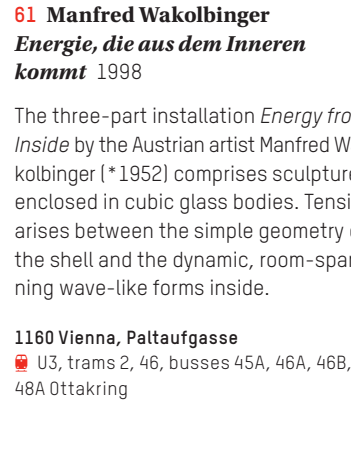 61 Manfred Wakolbinger
Energie, die aus dem Inneren
kommt 1998
The three-part installation Energy fro
Inside by the Austrian artist Manfred W
kolbinger (*1952) comprises sculpture
enclosed in cubic glass bodies. Tensi
arises between the simple geometry
the shell and the dynamic, room-span
ning wave-like forms inside.
1160 Vienna, Paltaufgasse
U3, trams 2, 46, busses 45A, 46A, 46B,
48A Ottakring